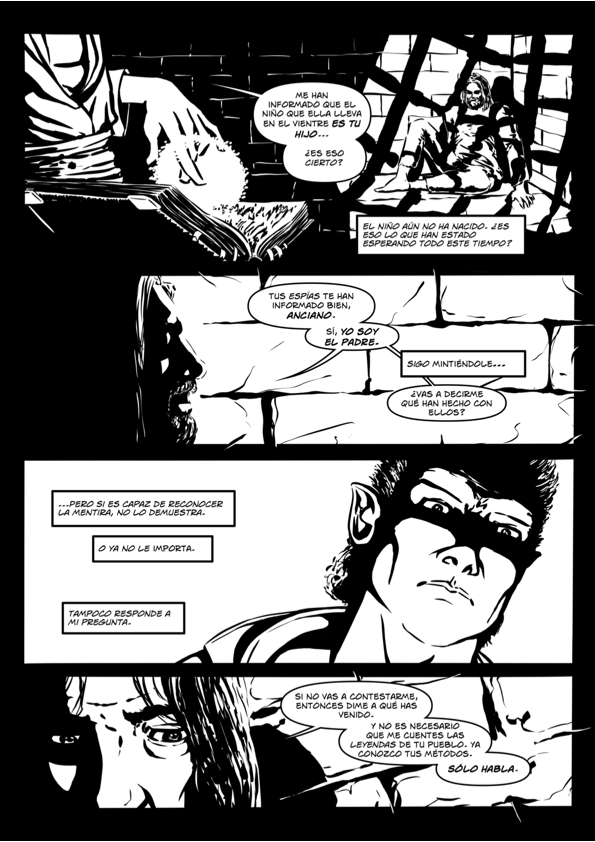 ME HAN
INFORMADO QUE EL
NIÑO QUE ELLA LLEVA
EN EL VIENTRE ES TU
HIJO...
¿ES ESO
CIERTO?
EL NIÑO AÚN NO HA NACIDO. ¿ES
ESO LO QUE HAN ESTADO
ESPERANDO TODO ESTE TIEMPO?
TUS ESPÍAS TE HAN
INFORMADO BIEN,
ANCIANO.
SÍ, YO SOY
EL PADRE.
SIGO MINTIÉNDOLE...
¿VAS A DECIRME
QUÉ HAN HECHO CON
ELLOS?
...PERO SI ES CAPAZ DE RECONOCER
LA MENTIRA, NO LO DEMUESTRA.
O YA NO LE IMPORTA.
TAMPOCO RESPONDE A
MI PREGUNTA.
SI NO VAS A CONTESTARME,
ENTONCES DIME A QUÉ HAS
VENIDO.
Y NO ES NECESARIO
QUE ME CUENTES LAS
LEYENDAS DE TU PUEBLO. YA
CONOZCO TUS MÉTODOS.
SÓLO HABLA.